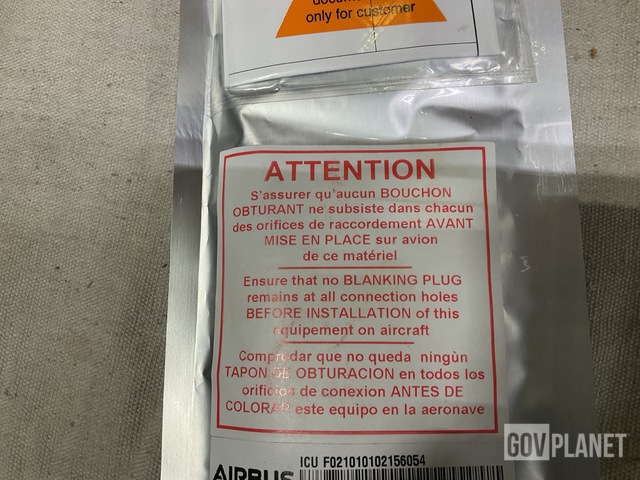 only for customer
ATTENTION
S'assurer qu'aucun BOUCHON
OBTURANT ne subsiste dans chacun
des orifices de raccordement AVANT
MISE EN PLACE sur avion
de ce matériel
Ensure that no BLANKING PLUG
remains at all connection holes
BEFORE INSTALLATION of this
equipement on aircraft
Comprodar que no queda ningùn
TAPON DE OBTURACION en todos los
orificios de conexion ANTES DE
COLORAR este equipo en la aeronave
ICU F021010102156054
AIRBUS
GOVPLANET